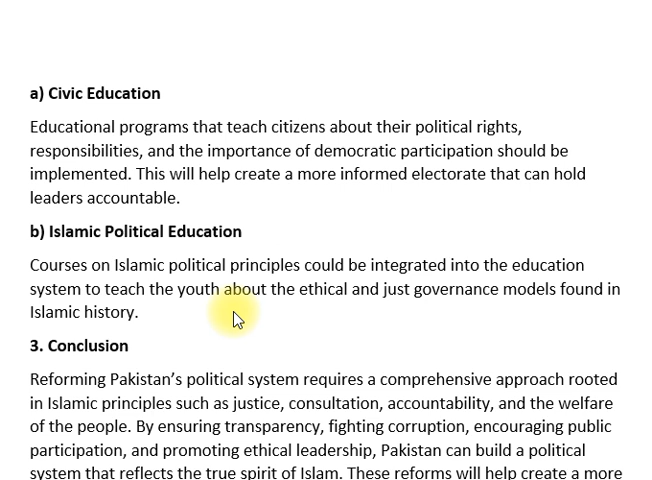 a) Civic Education
Educational programs that teach citizens about their political rights,
responsibilities, and the importance of democratic participation should be
implemented. This will help create a more informed electorate that can hold
leaders accountable.
b) Islamic Political Education
Courses on Islamic political principles could be integrated into the education
system to teach the youth about the ethical and just governance models found in
Islamic history.
3. Conclusion
Reforming Pakistan’s political system requires a comprehensive approach rooted
in Islamic principles such as justice, consultation, accountability, and the welfare
of the people. By ensuring transparency, fighting corruption, encouraging public
participation, and promoting ethical leadership, Pakistan can build a political
system that reflects the true spirit of Islam. These reforms will help create a more